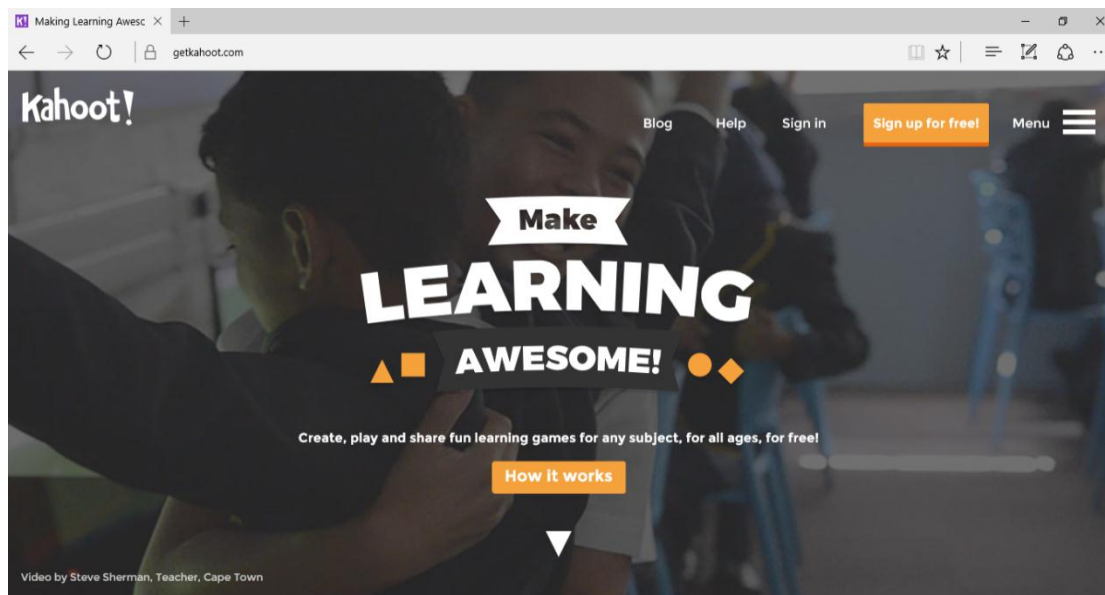 Making Learning Awesc
getkahoot.com
Kahoot!
Blog Help Sign in Sign up for free! Menu
Make
LEARNING
AWESOME!
Create, play and share fun learning games for any subject, for all ages, for free!
How it works
Video by Steve Sherman, Teacher, Cape Town